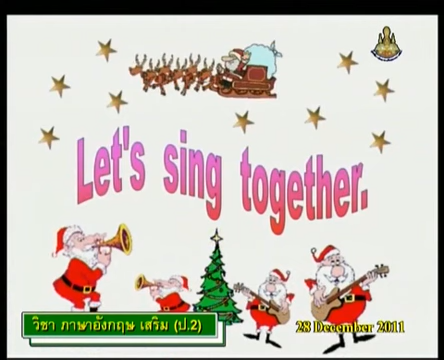 Let's sing together.
วิชา ภาษาอังกฤษ เสริม (ป.2)
28 December 2011